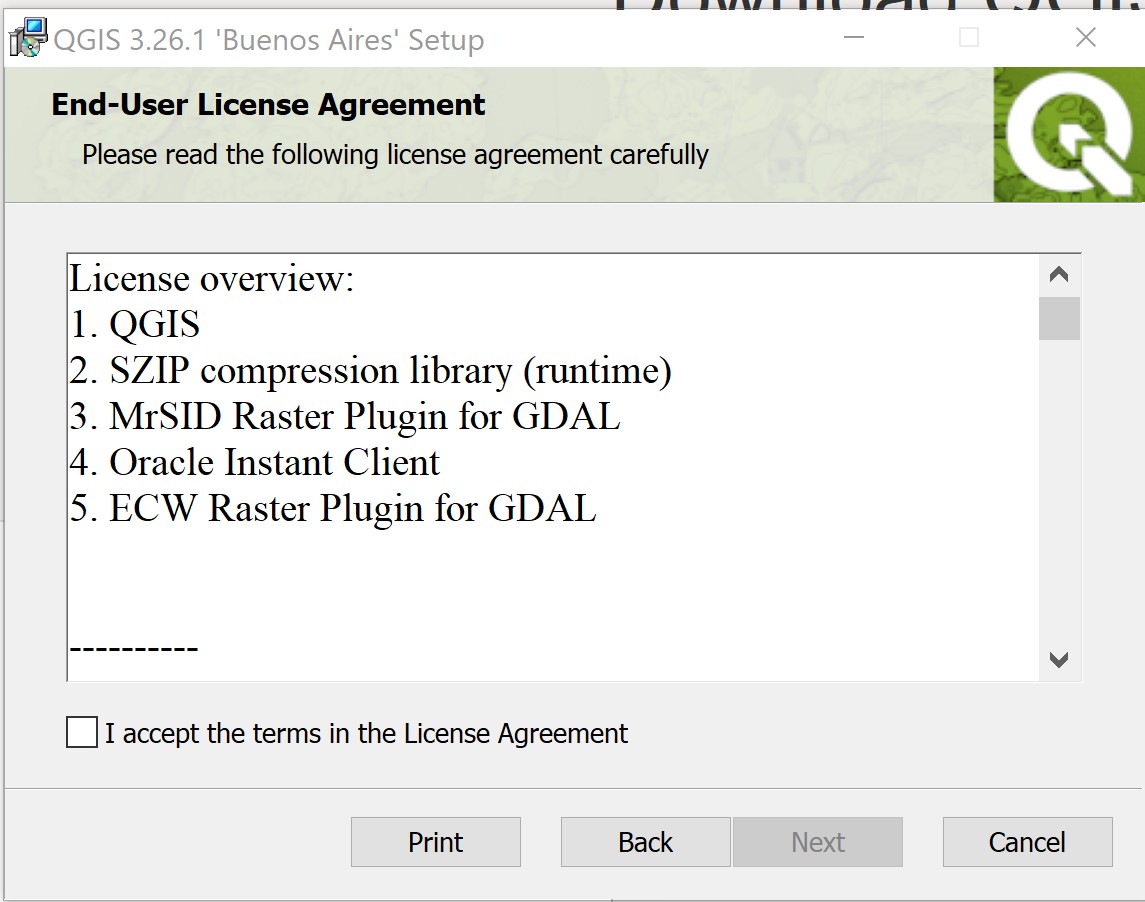 QGIS 3.26.1 'Buenos Aires' Setup
End-User License Agreement
Please read the following license agreement carefully
License overview:
1. QGIS
2. SZIP compression library (runtime)
3. MrSID Raster Plugin for GDAL
4. Oracle Instant Client
5. ECW Raster Plugin for GDAL
----------
I accept the terms in the License Agreement
Print Back Next Cancel